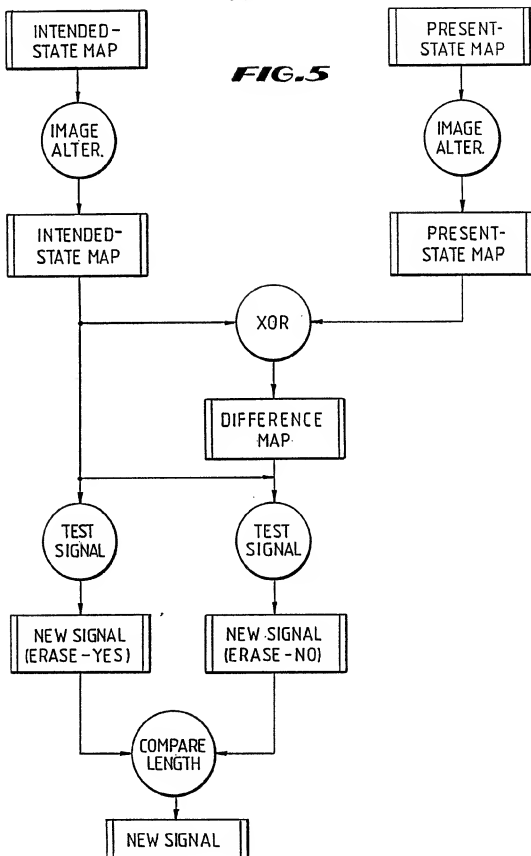 INTENDED-
STATE MAP
PRESENT-
STATE MAP
FIG.5
IMAGE
ALTER.
IMAGE
ALTER.
INTENDED-
STATE MAP
PRESENT-
STATE MAP
XOR
DIFFERENCE
MAP
TEST
SIGNAL
TEST
SIGNAL
NEW SIGNAL
(ERASE-YES)
NEW SIGNAL
(ERASE-NO)
COMPARE
LENGTH
NEW SIGNAL